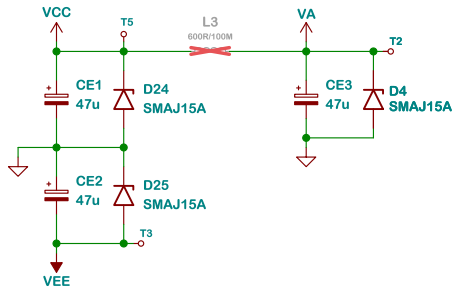 VCC
T5
L3
600R/100M
VA
T2
CE1
47u
D24
SMAJ15A
CE3
47u
D4
SMAJ15A
CE2
47u
D25
SMAJ15A
T3
VEE